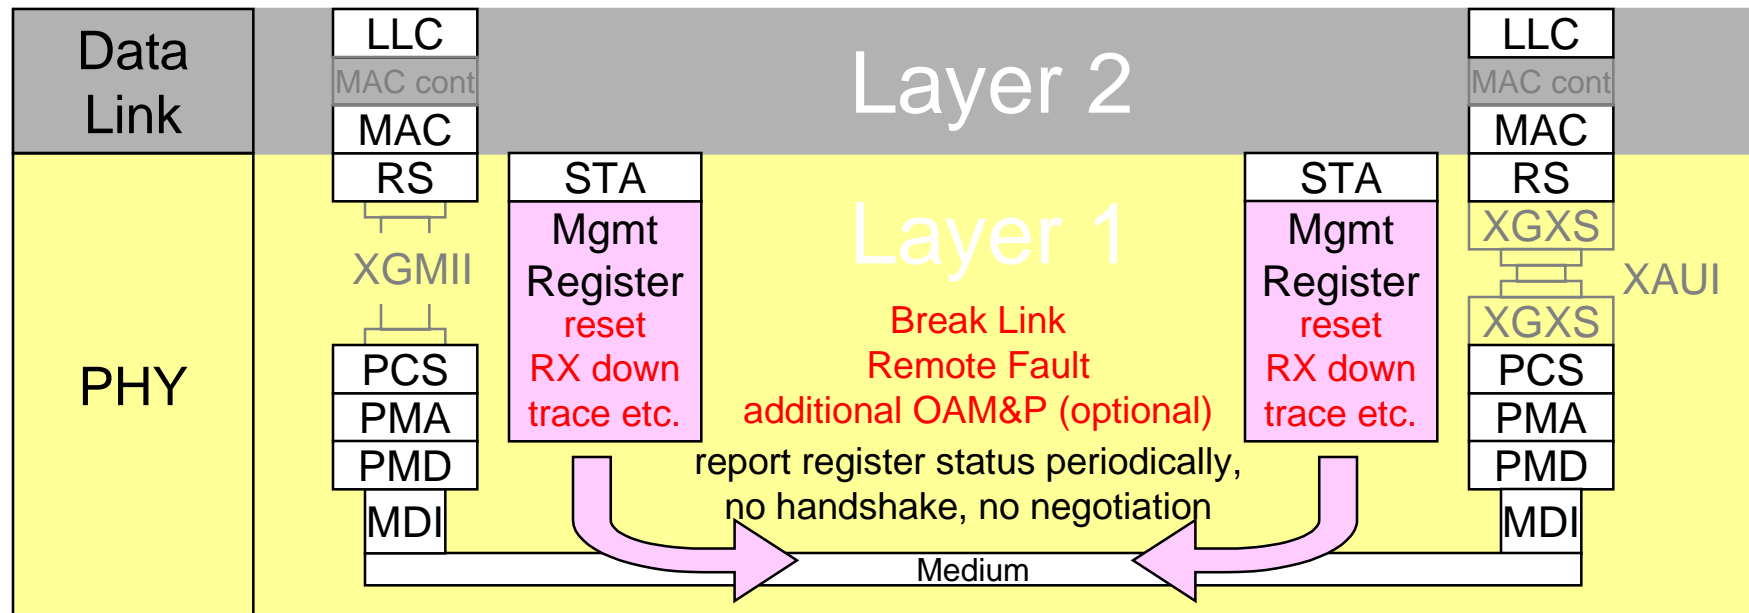 Data
Link
PHY
LLC
MAC cont
MAC
RS
XGMII
PCS
PMA
PMD
MDI
STA
Mgmt
Register
reset
RX down
trace etc.
Layer 2
Layer 1
Break Link
Remote Fault
additional OAM&P (optional)
report register status periodically,
no handshake, no negotiation
Medium
STA
Mgmt
Register
reset
RX down
trace etc.
LLC
MAC cont
MAC
RS
XGXS
XAUI
XGXS
PCS
PMA
PMD
MDI